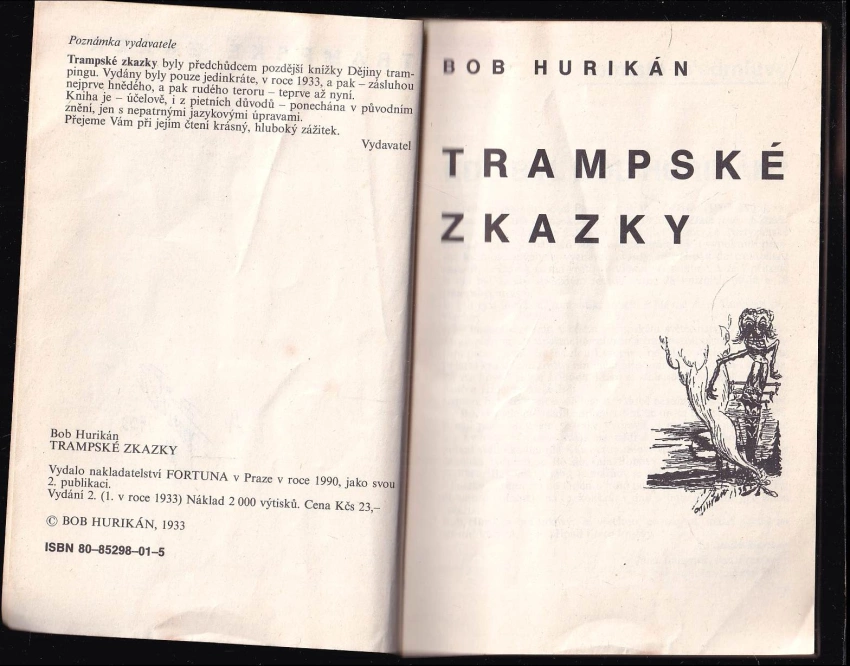 Poznámka vydavatele
Trampské zkazky byly předchůdcem pozdější knížky Dějiny tram-
pingu. Vydány byly pouze jedinkráte, v roce 1933, a pak – zásluhou
nejprve hnědého, a pak rudého teroru – teprve až nyní.
Kniha je – účelově, i z pietních důvodů – ponechána v původním
znění, jen s nepatrnými jazykovými úpravami.
Přejeme Vám při jejím čtení krásný, hluboký zážitek.
Vydavatel
Bob Hurikán
TRAMPSKÉ ZKAZKY
Vydalo nakladatelství FORTUNA v Praze v roce 1990, jako svou
2. publikaci.
Vydání 2. (1. v roce 1933) Náklad 2 000 výtisků. Cena Kčs 23,–
© BOB HURIKÁN, 1933
ISBN 80–85298–01–5
BOB HURIKÁN
TRAMPSKÉ
ZKAZKY